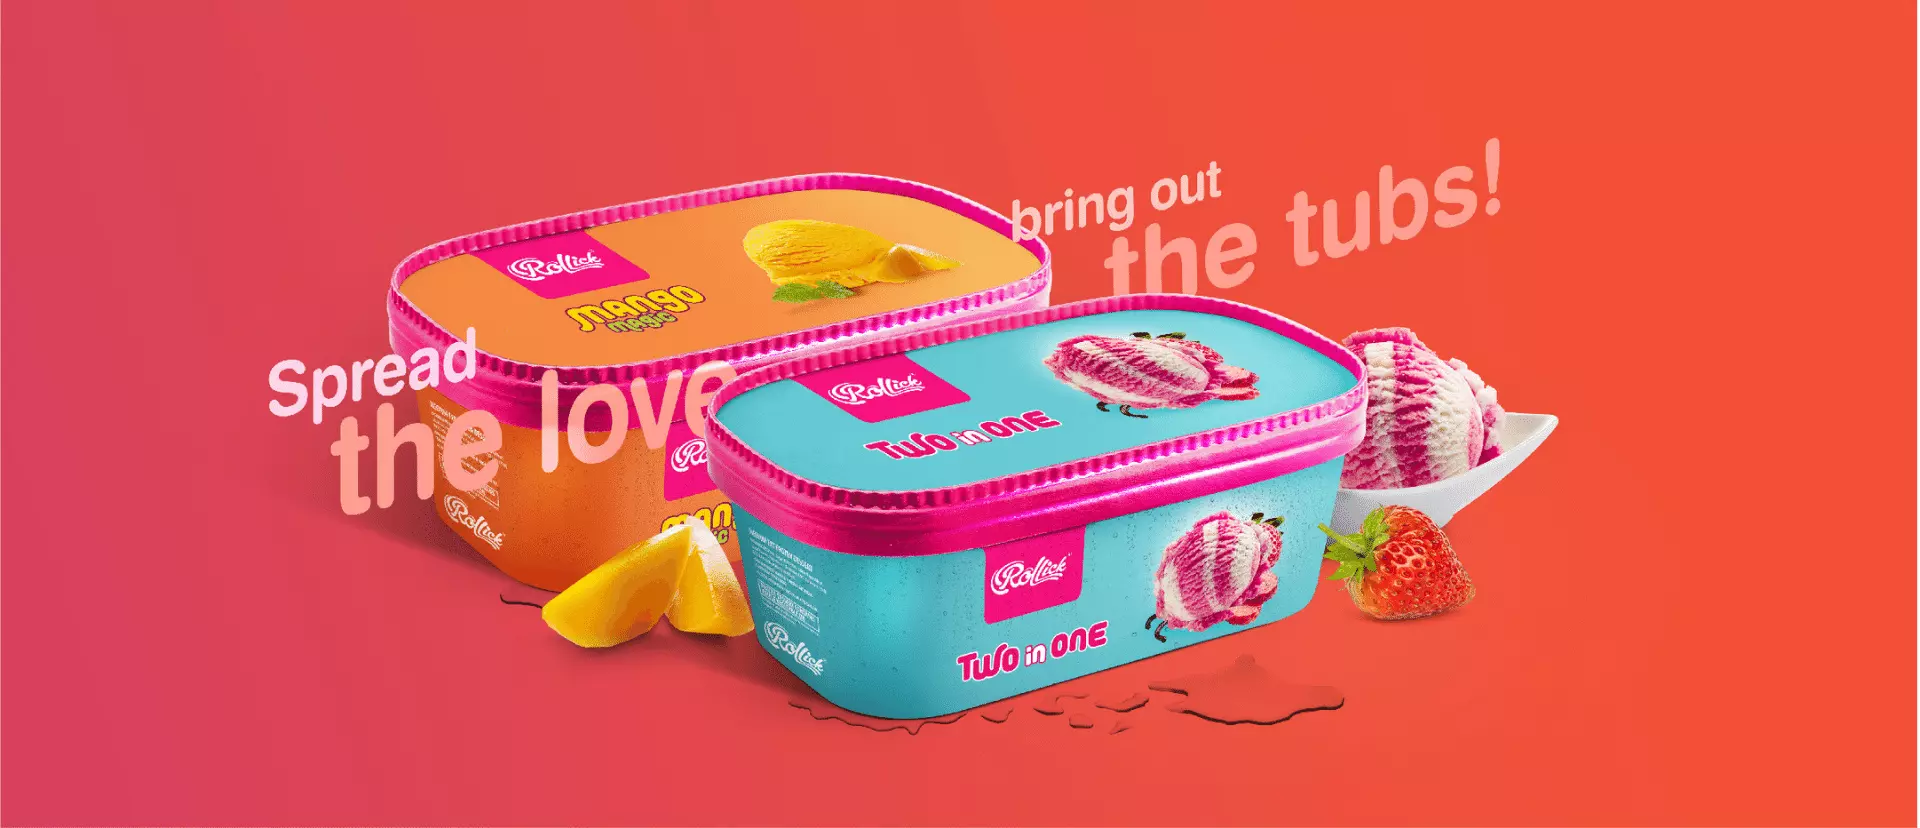 Spread
the love
bring out
the tubs!
Rollick
mango
magic
Rollick
Two in one
Rollick
Rollick
Two in one
Rollick